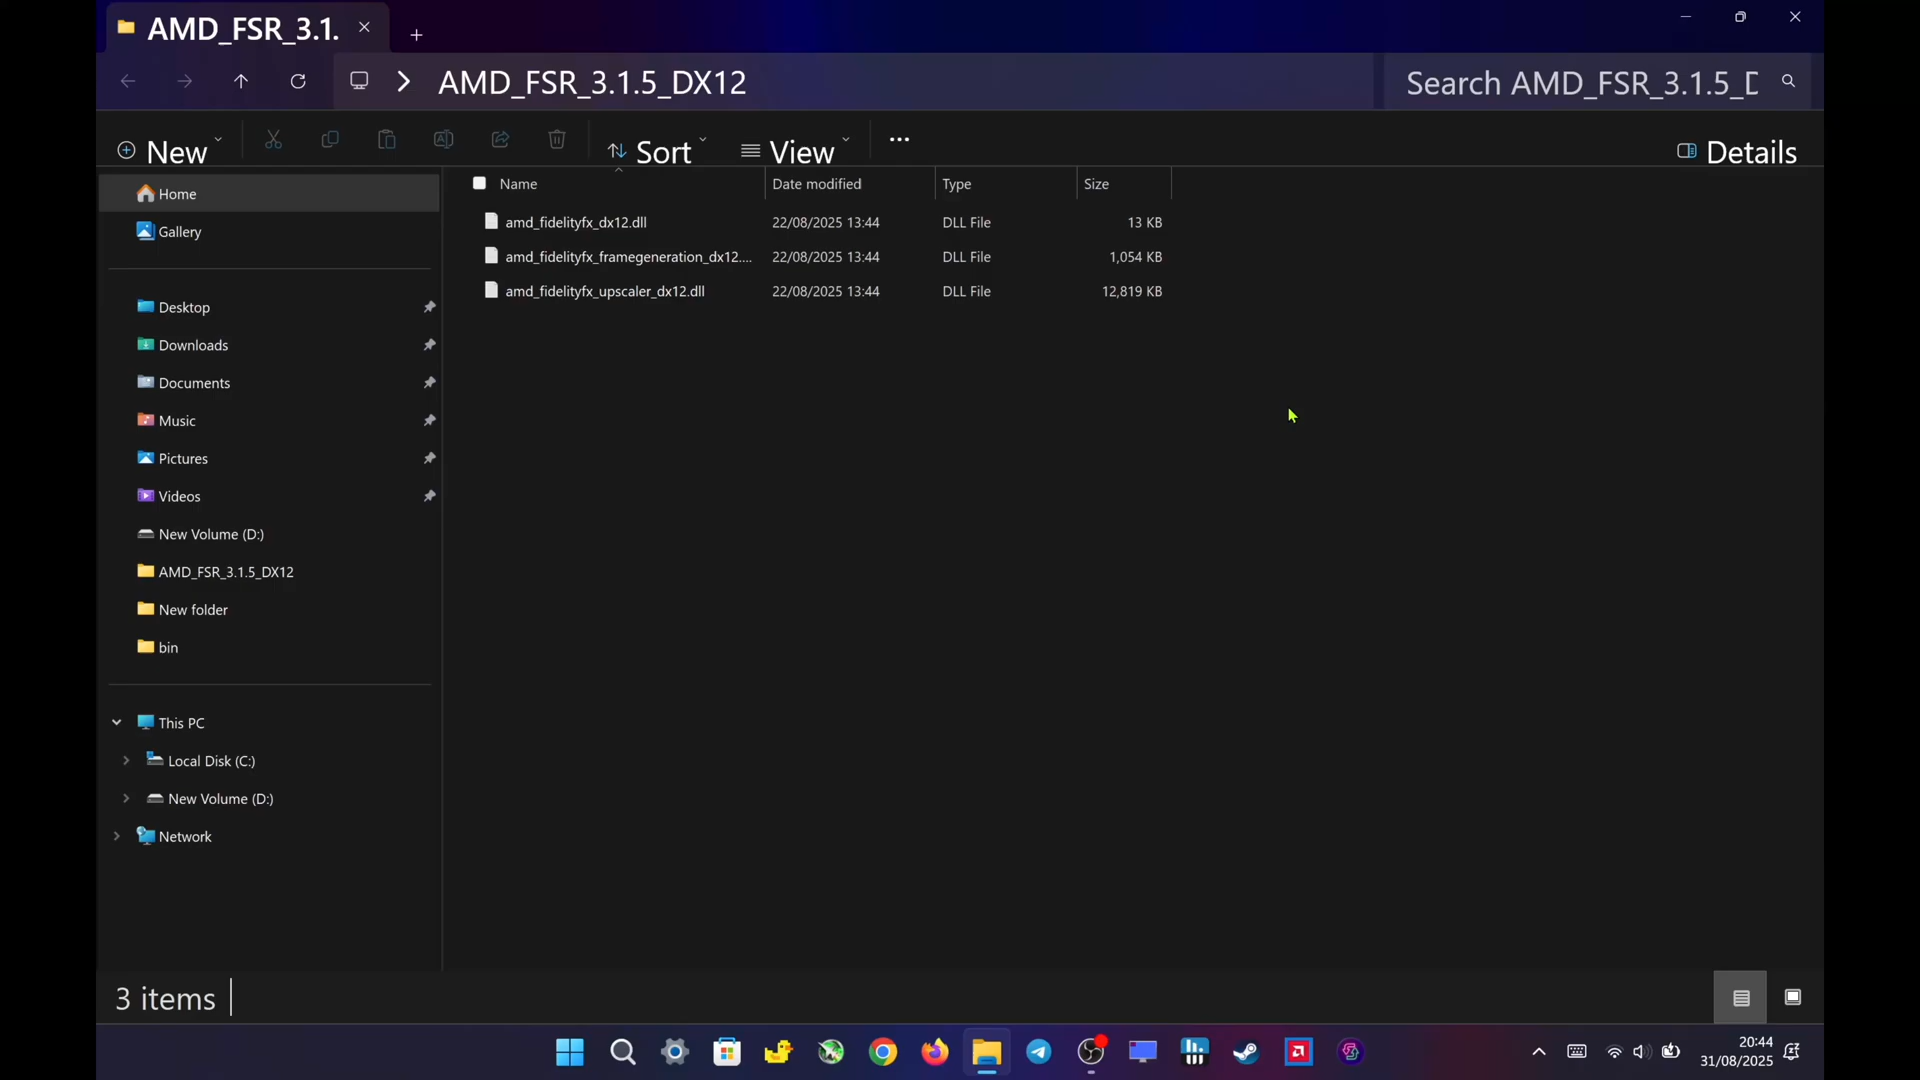 AMD_FSR_3.1.
AMD_FSR_3.1.5_DX12
Search AMD_FSR_3.1.5_D
New
Sort
View
Details
Name Date modified Type Size
amd_fidelityfx_dx12.dll 22/08/2025 13:44 DLL File 13 KB
amd_fidelityfx_framegeneration_dx12.... 22/08/2025 13:44 DLL File 1,054 KB
amd_fidelityfx_upscaler_dx12.dll 22/08/2025 13:44 DLL File 12,819 KB
Home
Gallery
Desktop
Downloads
Documents
Music
Pictures
Videos
New Volume (D:)
AMD_FSR_3.1.5_DX12
New folder
bin
This PC
Local Disk (C:)
New Volume (D:)
Network
3 items
20:44
31/08/2025